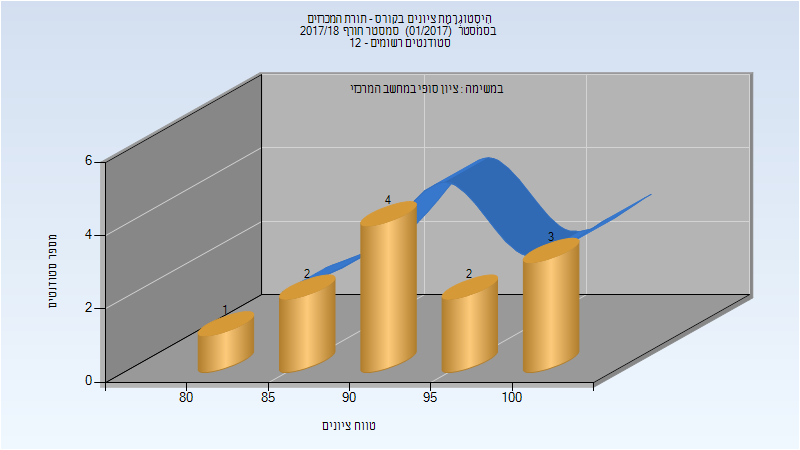 היסטוגרמת ציונים בקורס - תורת המכרזים
בסמסטר (01/2017) סמסטר חורף 2017/18
סטודנטים רשומים - 12
במשימה : ציון סופי במחשב המרכזי
מספר סטודנטים
6
4
2
0
1
2
4
2
3
80
85
90
95
100
טווח ציונים